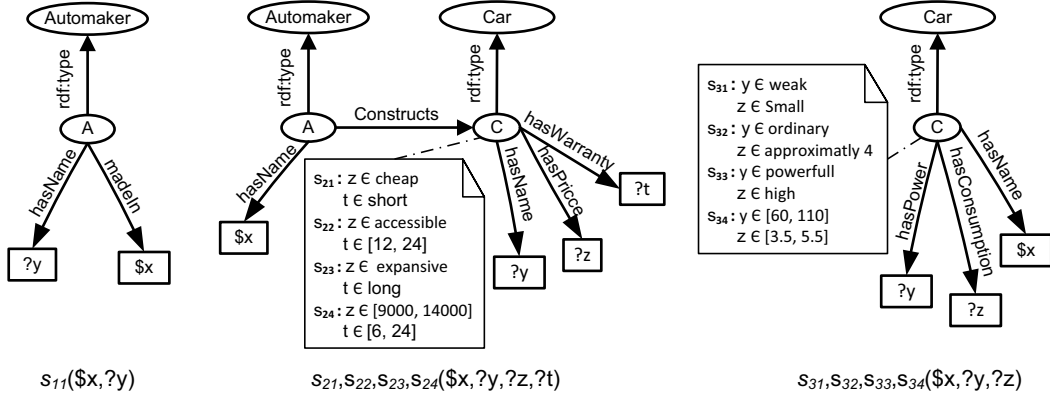 Automaker
rdf:type
A
hasName
madeIn
?y
$x
s11($x,?y)
Automaker
Car
rdf:type
rdf:type
A
Constructs
C
hasName
hasWarranty
hasName
hasPricce
$x
?y
?z
?t
s21: z ∈ cheap
t ∈ short
s22: z ∈ accessible
t ∈ [12, 24]
s23: z ∈ expansive
t ∈ long
s24: z ∈ [9000, 14000]
t ∈ [6, 24]
s21,s22,s23,s24($x,?y,?z,?t)
Car
rdf:type
C
s31: y ∈ weak
z ∈ Small
s32: y ∈ ordinary
z ∈ approximatly 4
s33: y ∈ powerfull
z ∈ high
s34: y ∈ [60, 110]
z ∈ [3.5, 5.5]
hasPower
hasConsumption
hasName
?y
?z
$x
s31,s32,s33,s34($x,?y,?z)